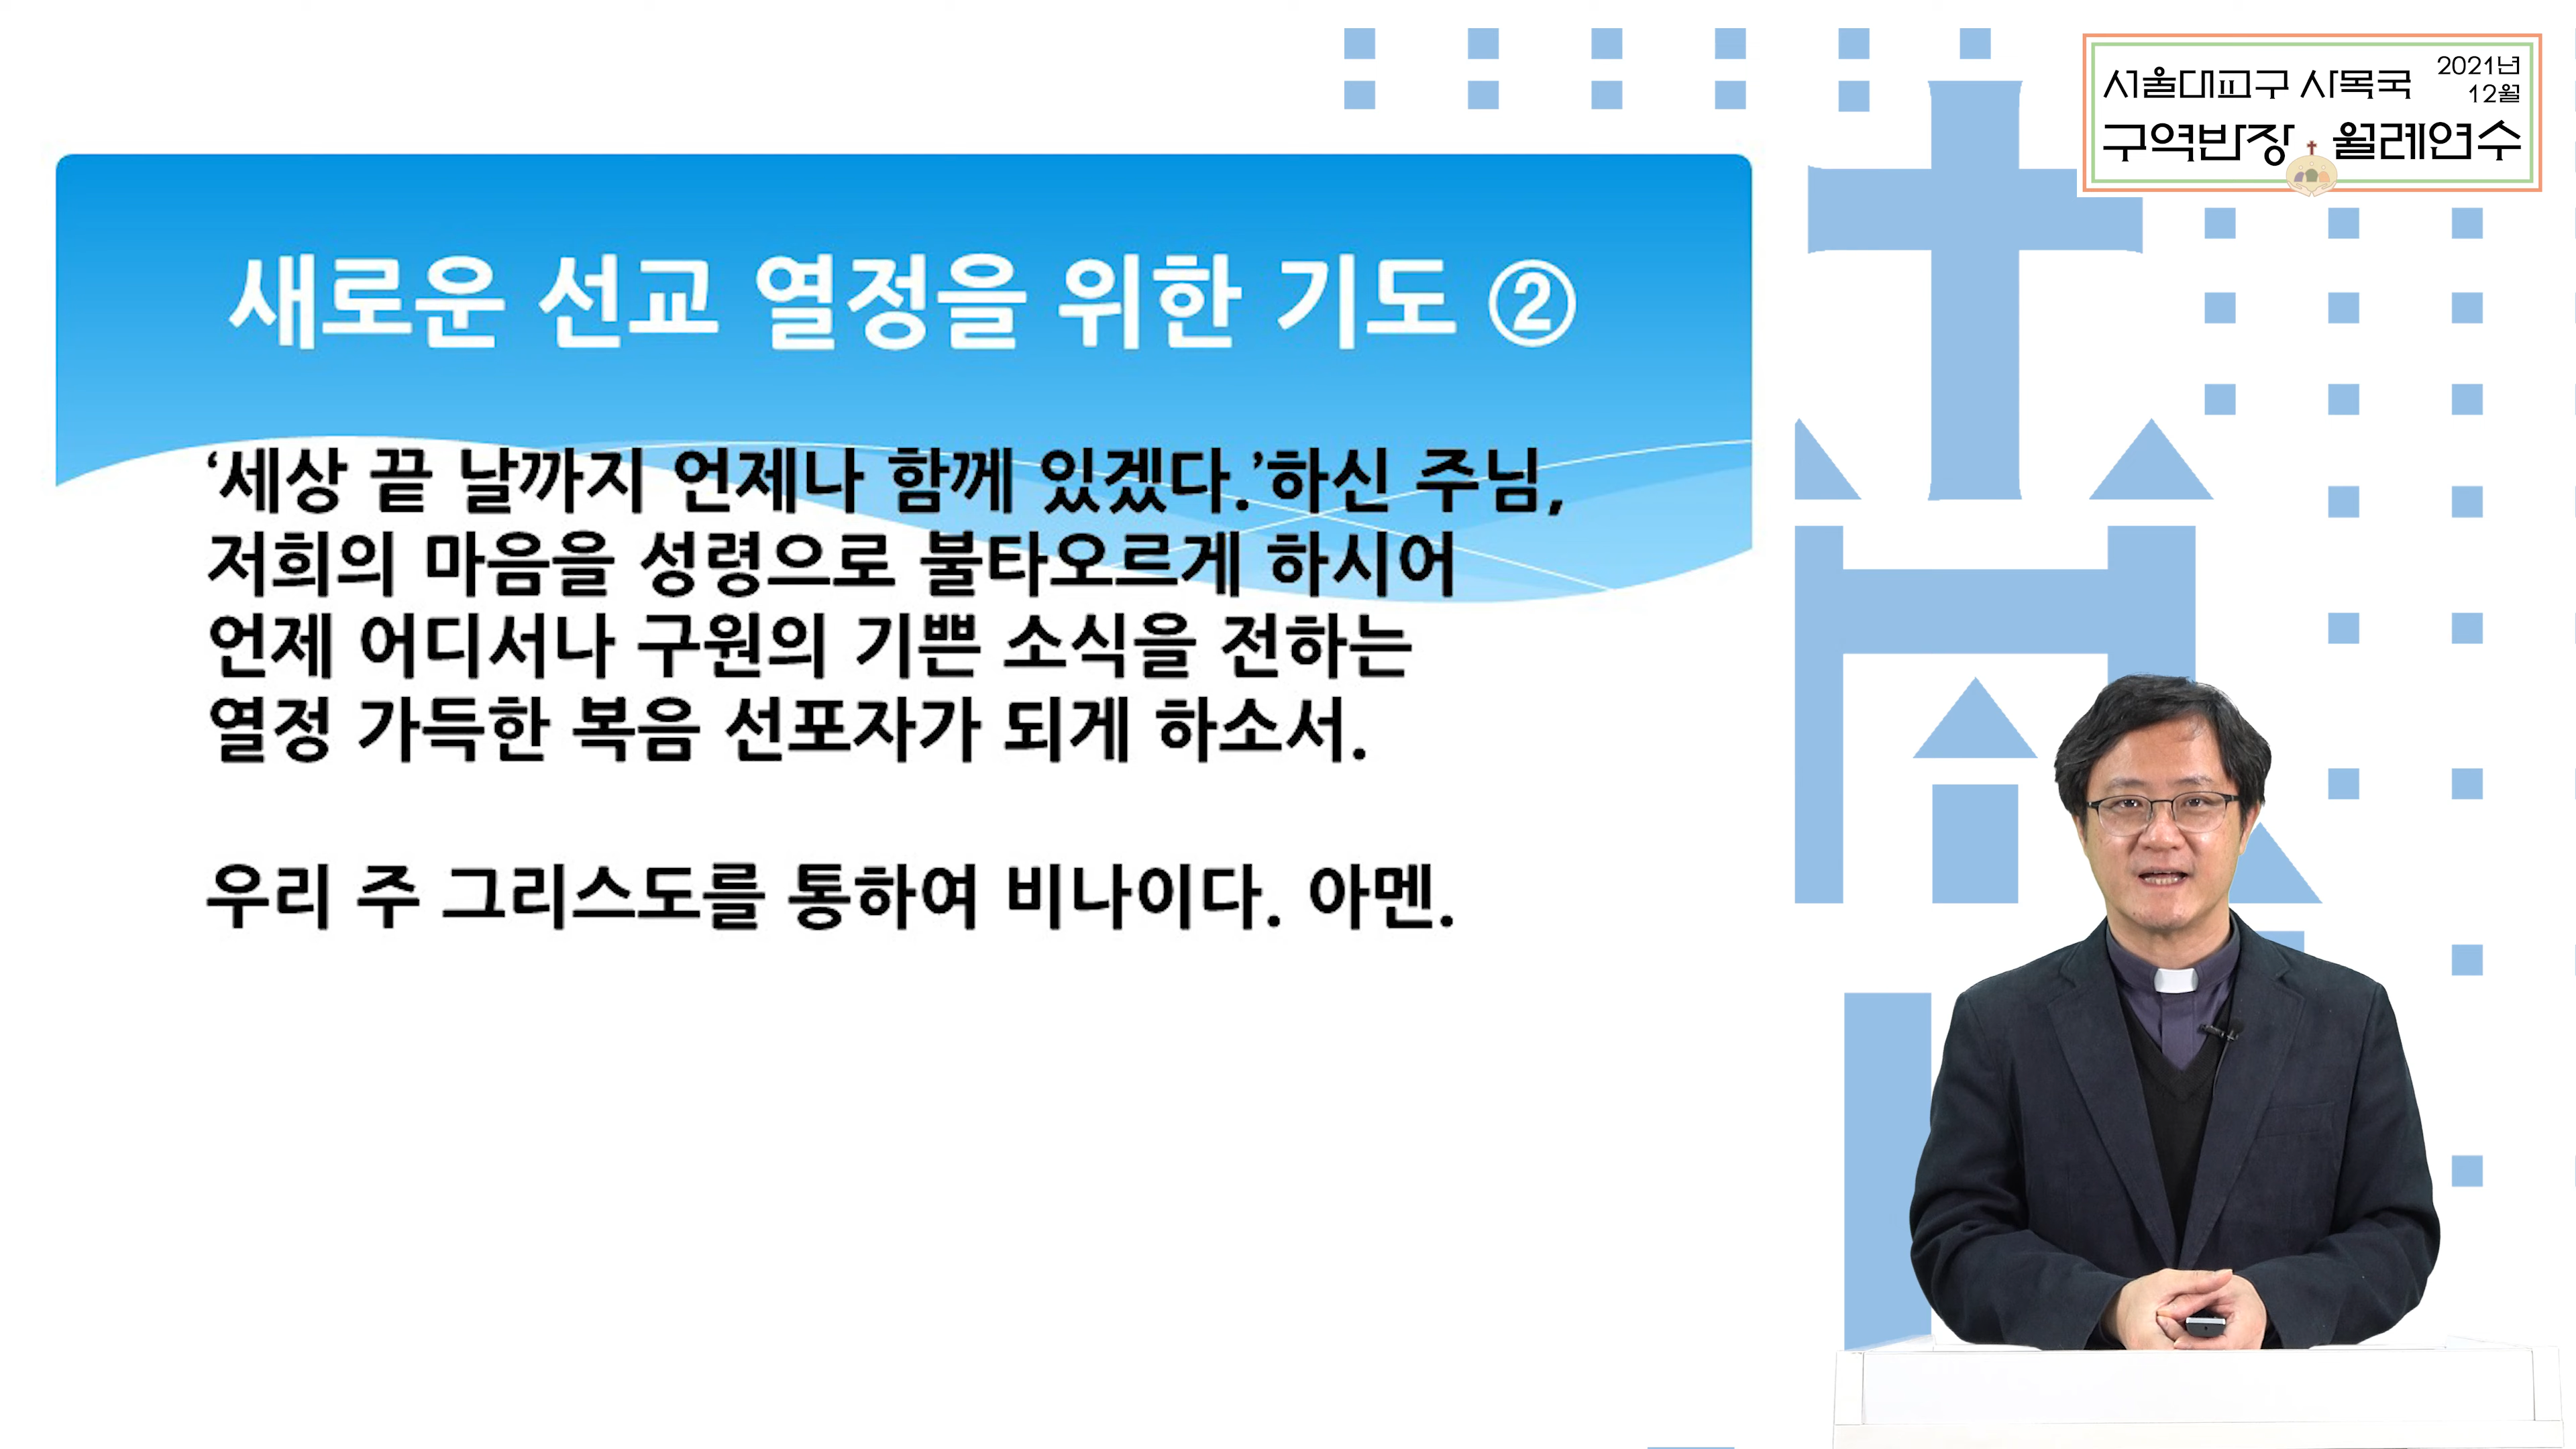 서울대교구 사목국 2021년 12월
구역반장 월례연수
새로운 선교 열정을 위한 기도 ②
‘세상 끝 날까지 언제나 함께 있겠다.’하신 주님,
저희의 마음을 성령으로 불타오르게 하시어
언제 어디서나 구원의 기쁜 소식을 전하는
열정 가득한 복음 선포자가 되게 하소서.
우리 주 그리스도를 통하여 비나이다. 아멘.